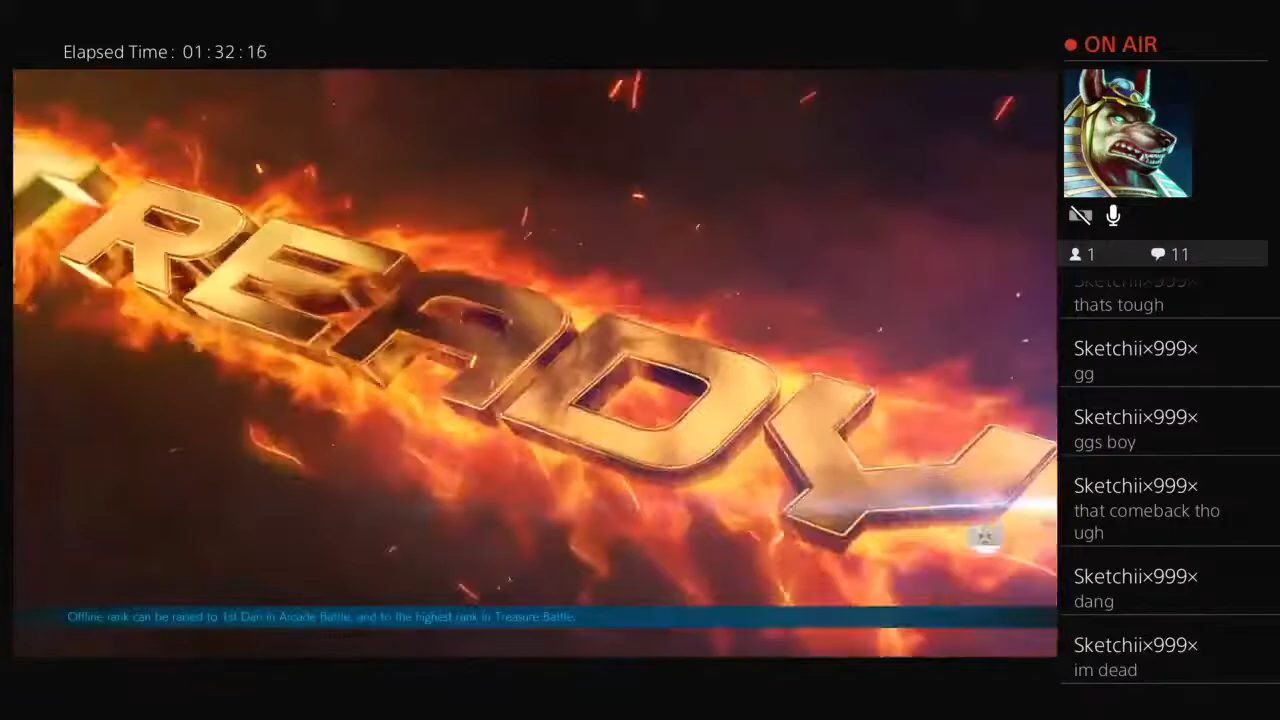 Elapsed Time: 01:32:16
ON AIR
READY
1
11
Sketchii×999×
thats tough
Sketchii×999×
gg
Sketchii×999×
ggs boy
Sketchii×999×
that comeback tho
ugh
Sketchii×999×
dang
Sketchii×999×
im dead
Offline rank can be raised to 1st Dan in Arcade Battle, and to the highest rank in Treasure Battle.